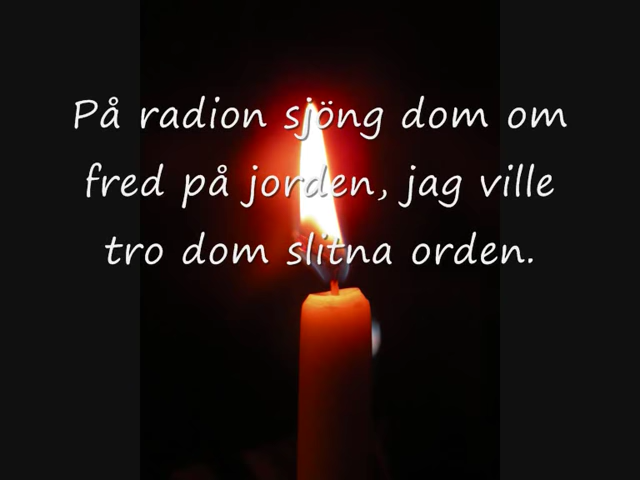 På radion sjöng dom om
fred på jorden, jag ville
tro dom slitna orden.